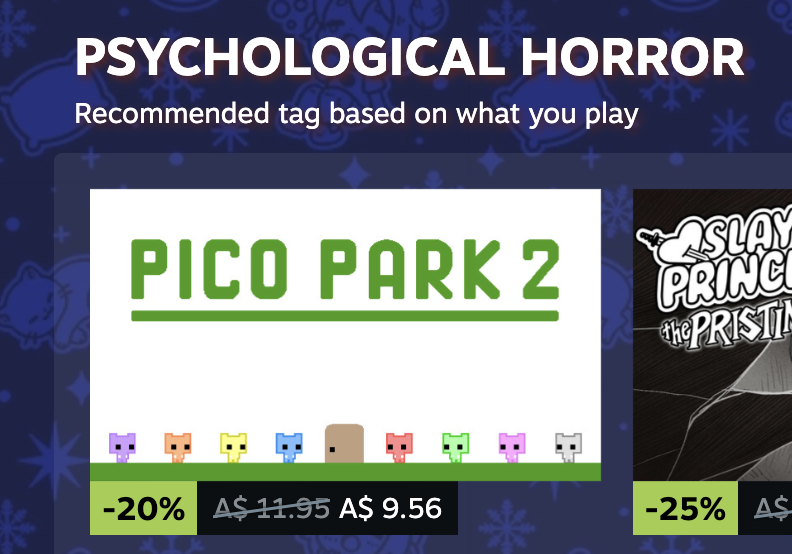 PSYCHOLOGICAL HORROR
Recommended tag based on what you play
PICO PARK 2
-20% A$ 11.95 A$ 9.56
SLAY
the PRISTIN
-25% A$